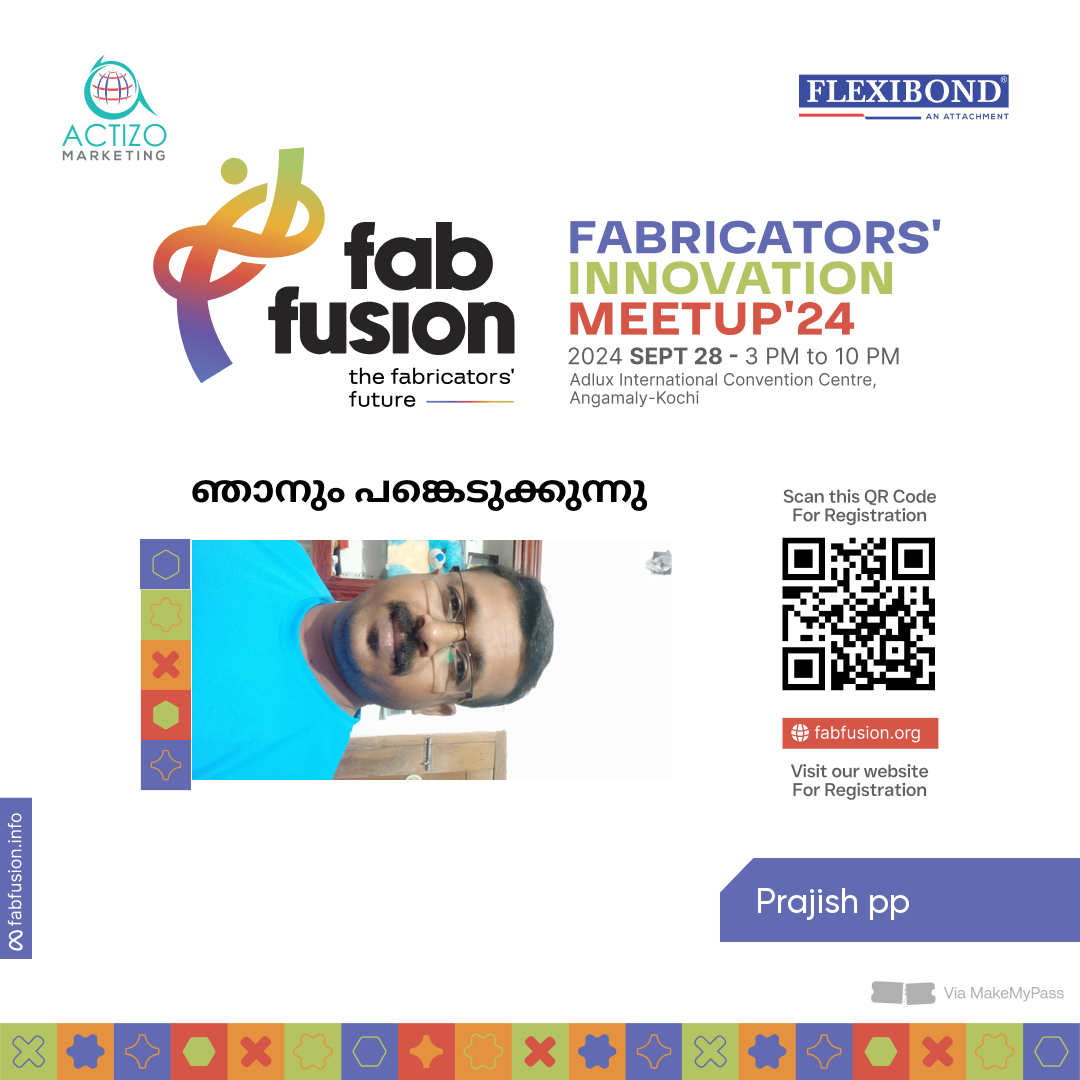 ACTIZO
MARKETING
FLEXIBOND®
AN ATTACHMENT
fab
fusion
the fabricators'
future
FABRICATORS'
INNOVATION
MEETUP'24
2024 SEPT 28 - 3 PM to 10 PM
Adlux International Convention Centre,
Angamaly-Kochi
ഞാനും പങ്കെടുക്കുന്നു
Scan this QR Code
For Registration
fabfusion.org
Visit our website
For Registration
fabfusion.info
Prajish pp
Via MakeMyPass